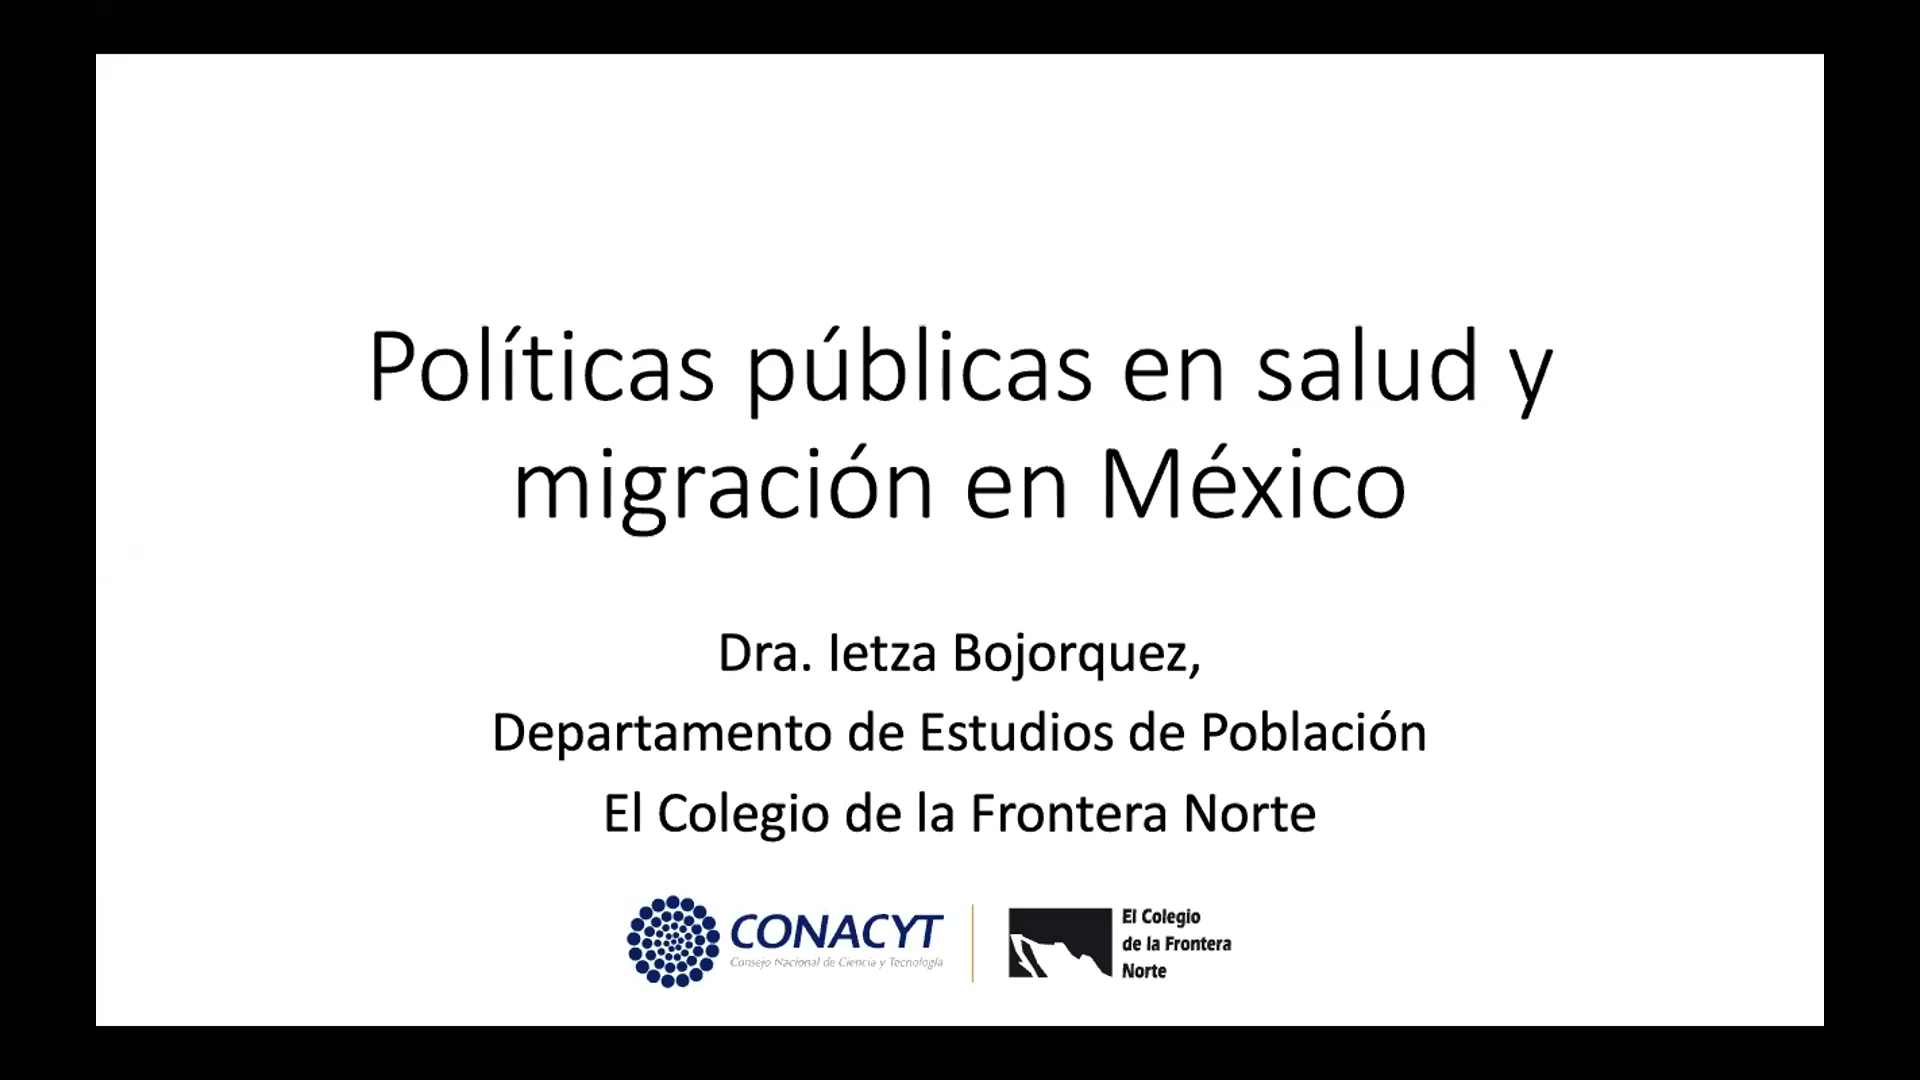 Políticas públicas en salud y
migración en México
Dra. Ietza Bojorquez,
Departamento de Estudios de Población
El Colegio de la Frontera Norte
CONACYT
Consejo Nacional de Ciencia y Tecnología
El Colegio
de la Frontera
Norte